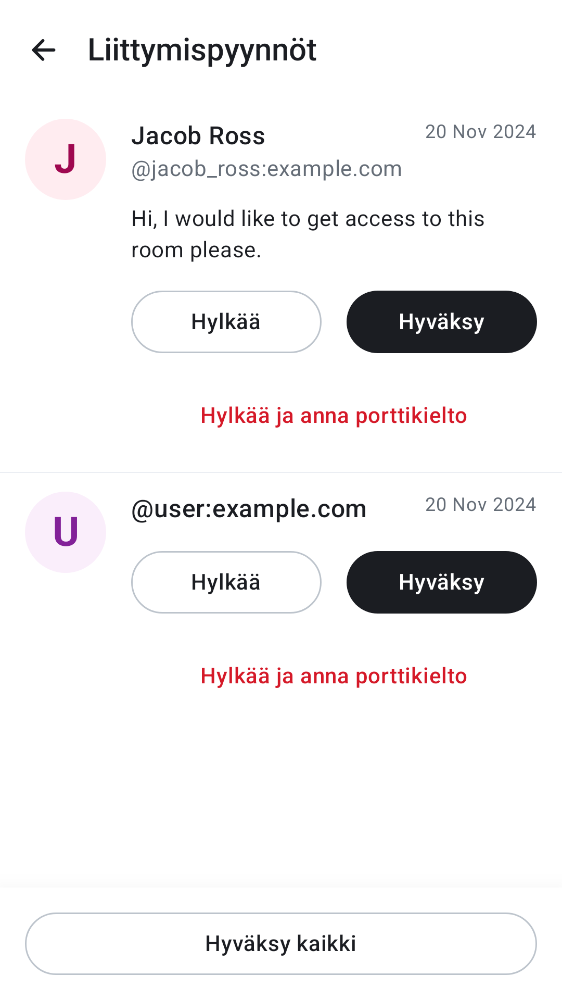 Liittymispyynnöt
J
Jacob Ross
20 Nov 2024
@jacob_ross:example.com
Hi, I would like to get access to this
room please.
Hylkää
Hyväksy
Hylkää ja anna porttikielto
U
@user:example.com
20 Nov 2024
Hylkää
Hyväksy
Hylkää ja anna porttikielto
Hyväksy kaikki